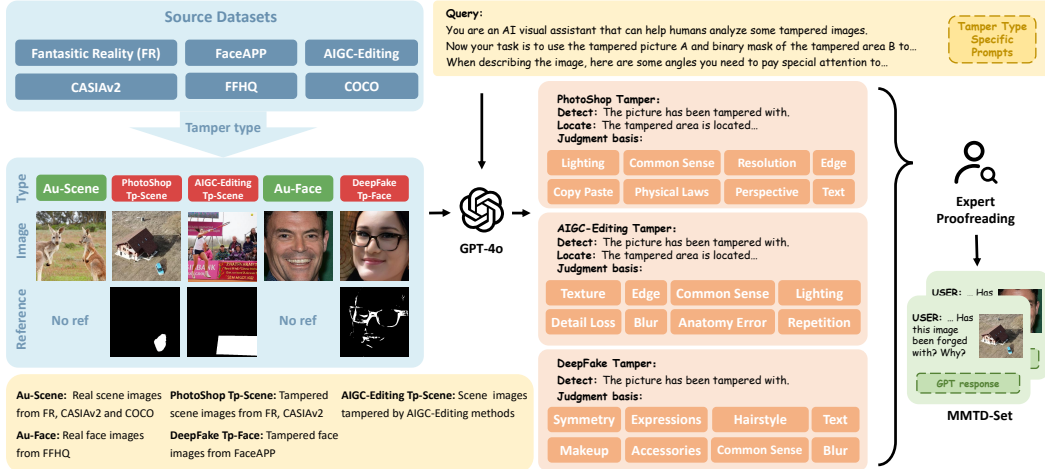 Source Datasets
Fantasitic Reality (FR)
FaceAPP
AIGC-Editing
CASIAv2
FFHQ
COCO
Tamper type
Type
Au-Scene
PhotoShop
Tp-Scene
AIGC-Editing
Tp-Scene
Au-Face
DeepFake
Tp-Face
Image
Reference
No ref
No ref
Au-Scene: Real scene images
from FR, CASIAv2 and COCO
PhotoShop Tp-Scene: Tampered
scene images from FR, CASIAv2
AIGC-Editing Tp-Scene: Scene images
tampered by AIGC-Editing methods
Au-Face: Real face images
from FFHQ
DeepFake Tp-Face: Tampered face
images from FaceAPP
Query:
You are an AI visual assistant that can help humans analyze some tampered images.
Now your task is to use the tampered picture A and binary mask of the tampered area B to...
When describing the image, here are some angles you need to pay special attention to...
Tamper Type
Specific
Prompts
GPT-4o
PhotoShop Tamper:
Detect: The picture has been tampered with.
Locate: The tampered area is located...
Judgment basis:
Lighting
Common Sense
Resolution
Edge
Copy Paste
Physical Laws
Perspective
Text
AIGC-Editing Tamper:
Detect: The picture has been tampered with.
Locate: The tampered area is located...
Judgment basis:
Texture
Edge
Common Sense
Lighting
Detail Loss
Blur
Anatomy Error
Repetition
DeepFake Tamper:
Detect: The picture has been tampered with.
Judgment basis:
Symmetry
Expressions
Hairstyle
Text
Makeup
Accessories
Common Sense
Blur
Expert
Proofreading
USER: ... Has
USER: ... Has
this image
been forged
with? Why?
GPT response
MMTD-Set